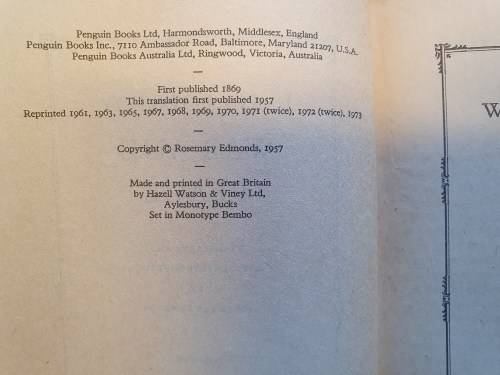 Penguin Books Ltd, Harmondsworth, Middlesex, England
Penguin Books Inc., 7110 Ambassador Road, Baltimore, Maryland 21207, U.S.A.
Penguin Books Australia Ltd, Ringwood, Victoria, Australia
—
First published 1869
This translation first published 1957
Reprinted 1961, 1963, 1965, 1967, 1968, 1969, 1970, 1971 (twice), 1972 (twice), 1973
—
Copyright © Rosemary Edmonds, 1957
—
Made and printed in Great Britain
by Hazell Watson & Viney Ltd,
Aylesbury, Bucks
Set in Monotype Bembo
W